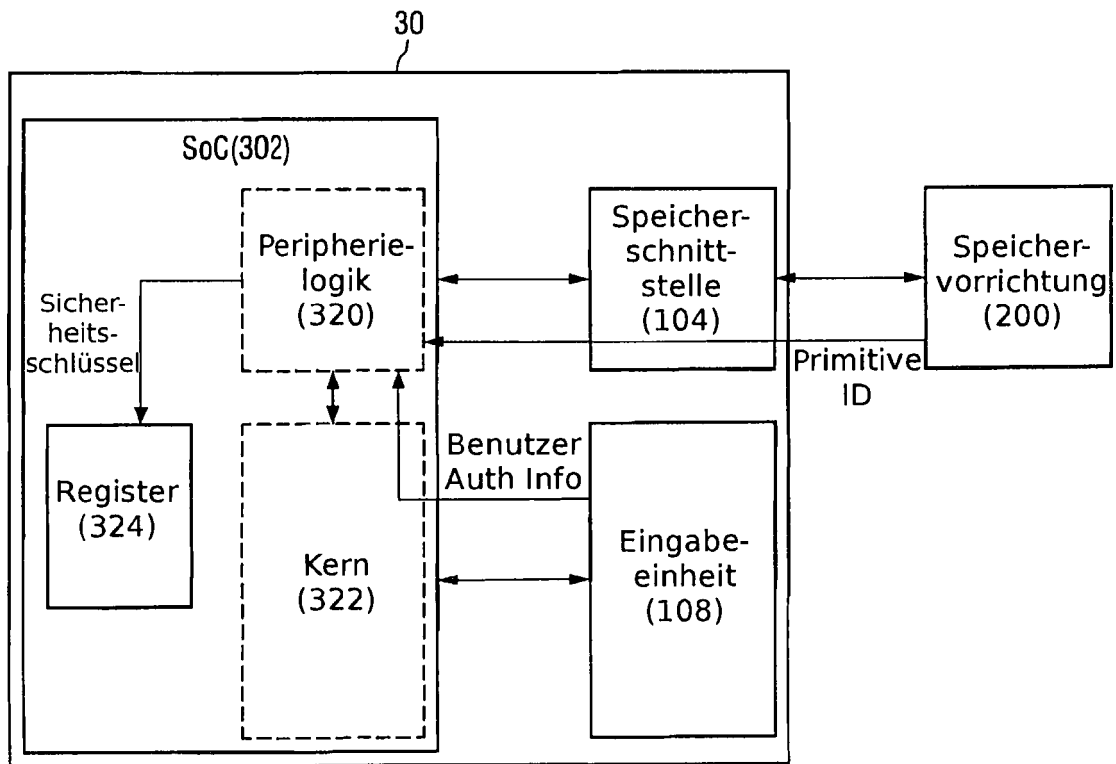 30
SoC(302)
Peripherie-
logik
(320)
Speicher-
schnitt-
stelle
(104)
Speicher-
vorrichtung
(200)
Sicher-
heits-
schlüssel
Primitive
ID
Register
(324)
Kern
(322)
Benutzer
Auth Info
Eingabe-
einheit
(108)